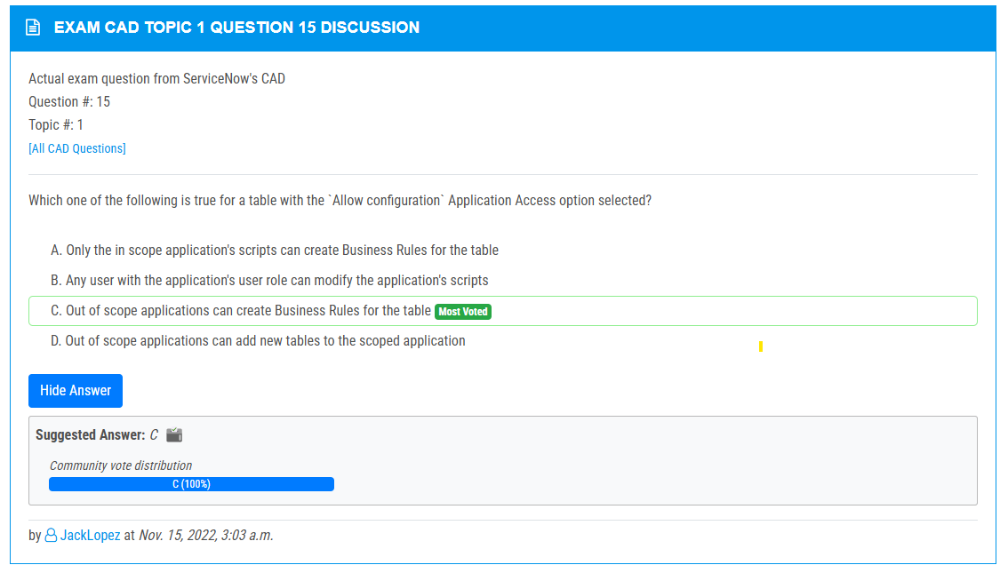 EXAM CAD TOPIC 1 QUESTION 15 DISCUSSION
Actual exam question from ServiceNow's CAD
Question #: 15
Topic #: 1
[All CAD Questions]
Which one of the following is true for a table with the `Allow configuration` Application Access option selected?
A. Only the in scope application's scripts can create Business Rules for the table
B. Any user with the application's user role can modify the application's scripts
C. Out of scope applications can create Business Rules for the table Most Voted
D. Out of scope applications can add new tables to the scoped application
Hide Answer
Suggested Answer: C
Community vote distribution
C (100%)
by JackLopez at Nov. 15, 2022, 3:03 a.m.